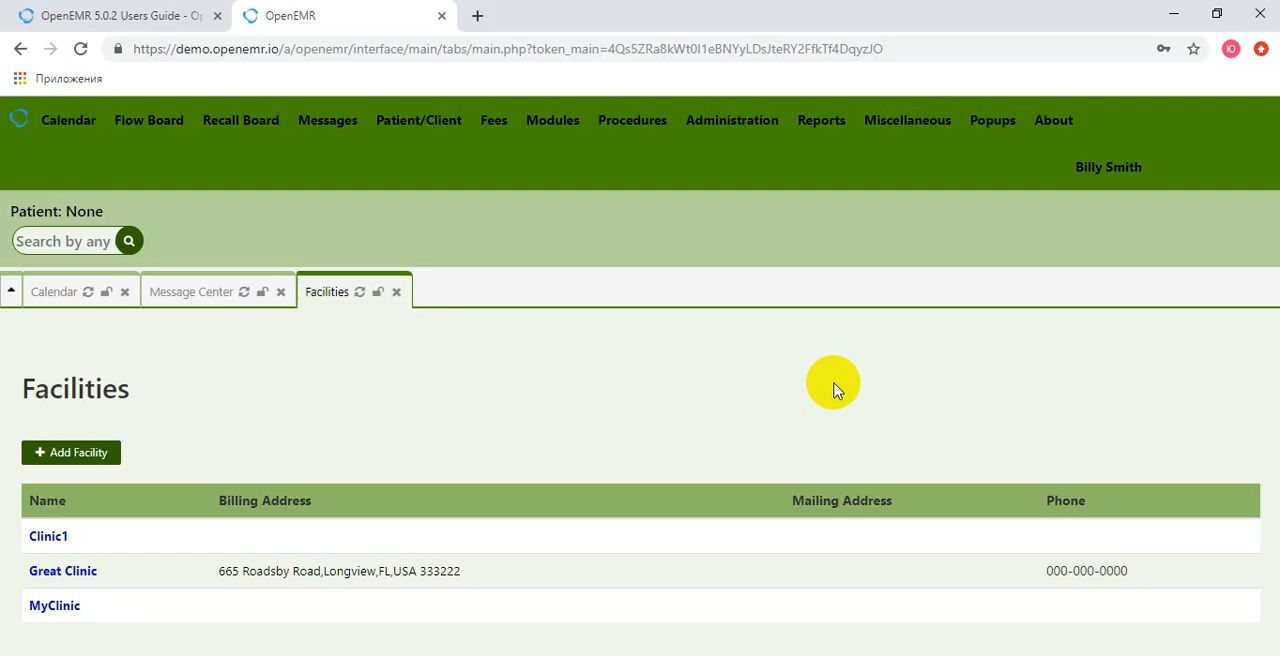 OpenEMR 5.0.2 Users Guide - Op
OpenEMR
https://demo.openemr.io/a/openemr/interface/main/tabs/main.php?token_main=4Qs5ZRa8kWt0I1eBNYyLDsJteRY2FfkTf4DqyzJO
Ю
Приложения
Calendar Flow Board Recall Board Messages Patient/Client Fees Modules Procedures Administration Reports Miscellaneous Popups About
Billy Smith
Patient: None
Search by any
Calendar Message Center Facilities
Facilities
+ Add Facility
Name Billing Address Mailing Address Phone
Clinic1
Great Clinic 665 Roadsby Road,Longview,FL,USA 333222 000-000-0000
MyClinic